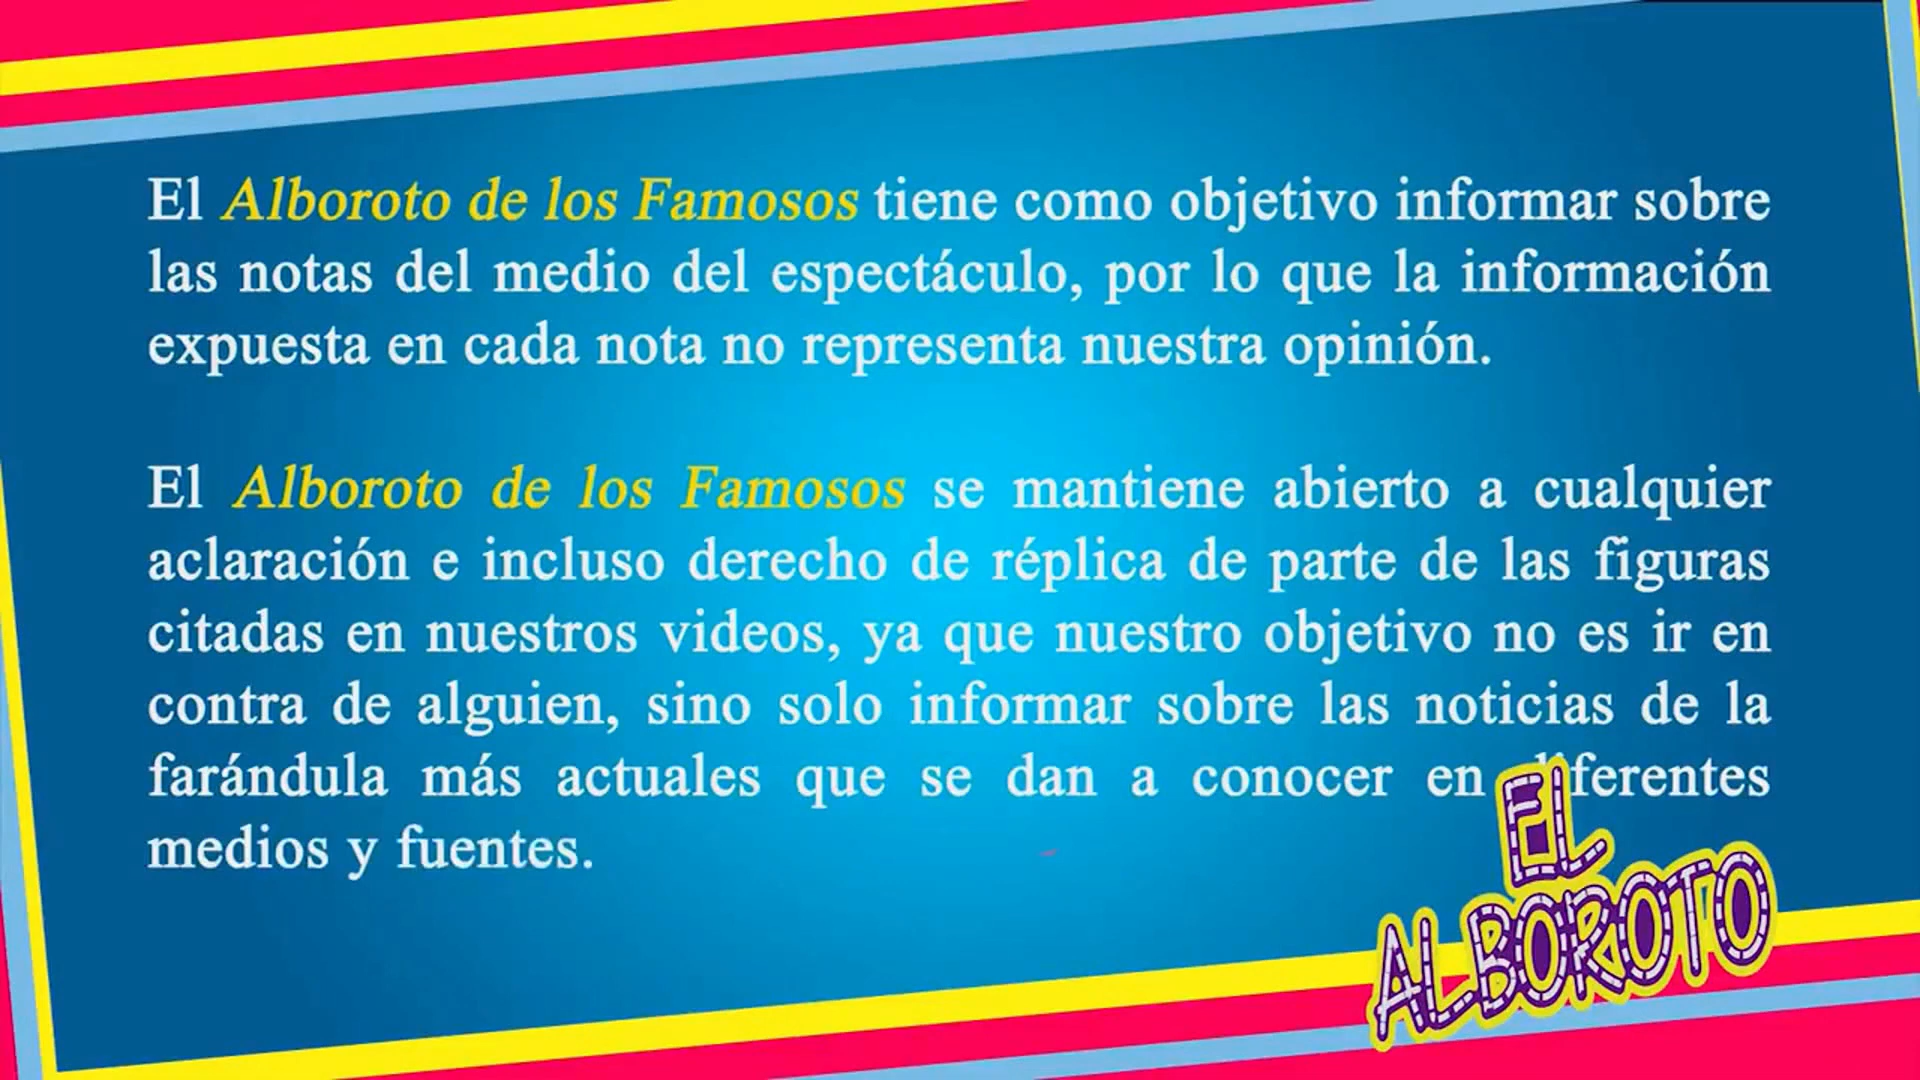 El Alboroto de los Famosos tiene como objetivo informar sobre
las notas del medio del espectáculo, por lo que la información
expuesta en cada nota no representa nuestra opinión.
El Alboroto de los Famosos se mantiene abierto a cualquier
aclaración e incluso derecho de réplica de parte de las figuras
citadas en nuestros videos, ya que nuestro objetivo no es ir en
contra de alguien, sino solo informar sobre las noticias de la
farándula más actuales que se dan a conocer en diferentes
medios y fuentes.
EL
ALBOROTO